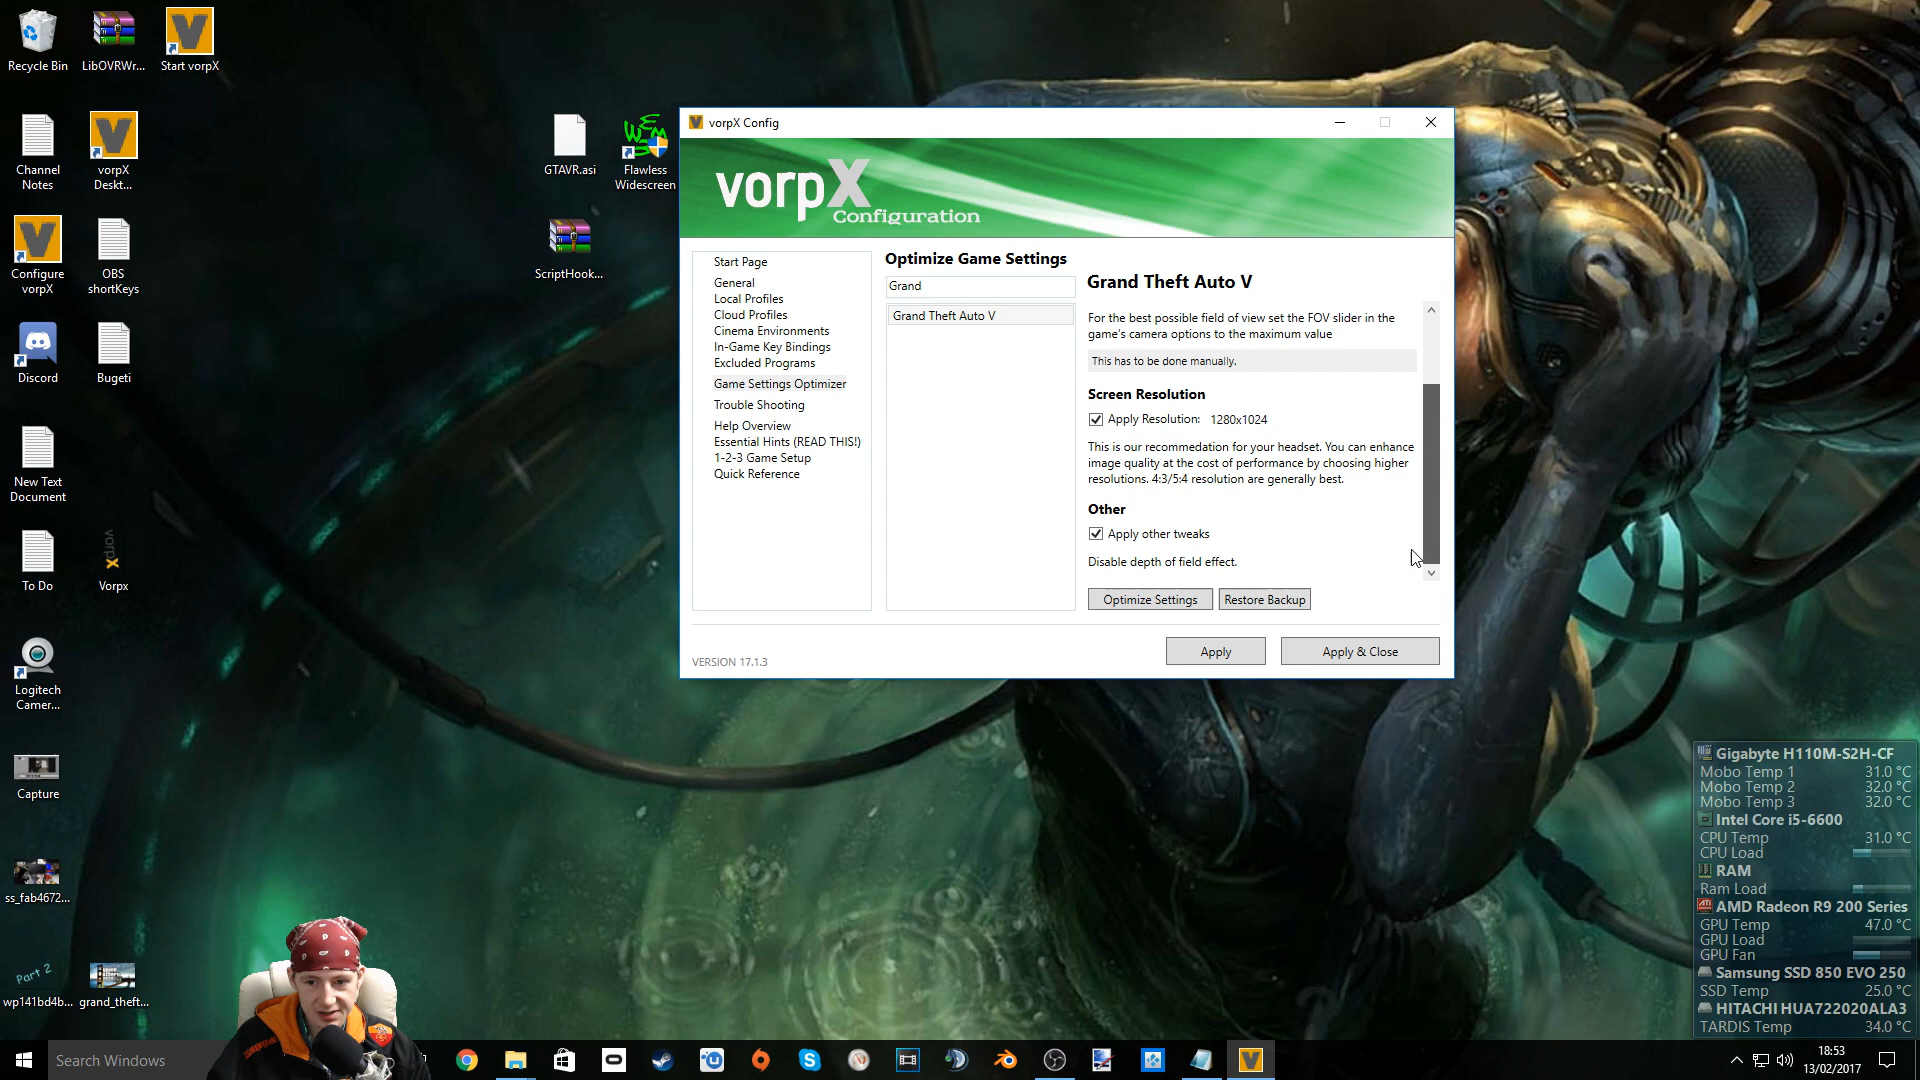 Recycle Bin
LibOVRWr...
Start vorpX
Channel
Notes
vorpX
Deskt...
GTAVR.asi
Flawless
Widescreen
Configure
vorpX
OBS
shortKeys
ScriptHook...
Discord
Bugeti
New Text
Document
To Do
vorpX
Vorpx
Logitech
Camer...
Capture
ss_fab4672...
Part 2
wp141bd4b...
grand_theft...
vorpX Config
vorpX
Configuration
Start Page
General
Local Profiles
Cloud Profiles
Cinema Environments
In-Game Key Bindings
Excluded Programs
Game Settings Optimizer
Trouble Shooting
Help Overview
Essential Hints (READ THIS!)
1-2-3 Game Setup
Quick Reference
Optimize Game Settings
Grand
Grand Theft Auto V
Grand Theft Auto V
For the best possible field of view set the FOV slider in the
game's camera options to the maximum value
This has to be done manually.
Screen Resolution
Apply Resolution: 1280x1024
This is our recommedation for your headset. You can enhance
image quality at the cost of performance by choosing higher
resolutions. 4:3/5:4 resolution are generally best.
Other
Apply other tweaks
Disable depth of field effect.
Optimize Settings
Restore Backup
VERSION 17.1.3
Apply
Apply & Close
Gigabyte H110M-S2H-CF
Mobo Temp 1 31.0 °C
Mobo Temp 2 32.0 °C
Mobo Temp 3 32.0 °C
Intel Core i5-6600
CPU Temp 31.0 °C
CPU Load
RAM
Ram Load
AMD Radeon R9 200 Series
GPU Temp 47.0 °C
GPU Load
GPU Fan
Samsung SSD 850 EVO 250
SSD Temp 25.0 °C
HITACHI HUA722020ALA3
TARDIS Temp 34.0 °C
Search Windows
18:53
13/02/2017